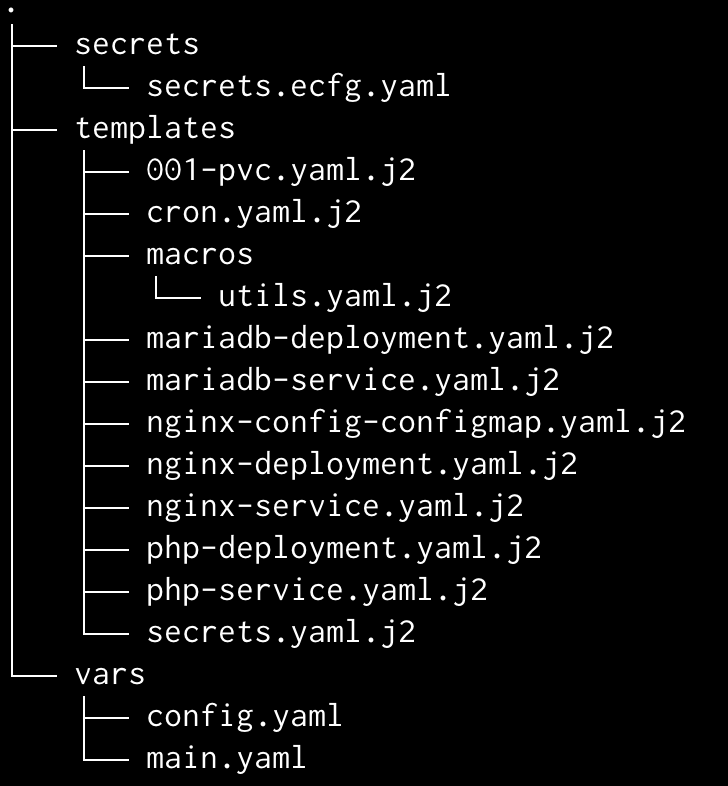 .
├── secrets
│   └── secrets.ecfg.yaml
├── templates
│   ├── 001-pvc.yaml.j2
│   ├── cron.yaml.j2
│   ├── macros
│   │   └── utils.yaml.j2
│   ├── mariadb-deployment.yaml.j2
│   ├── mariadb-service.yaml.j2
│   ├── nginx-config-configmap.yaml.j2
│   ├── nginx-deployment.yaml.j2
│   ├── nginx-service.yaml.j2
│   ├── php-deployment.yaml.j2
│   ├── php-service.yaml.j2
│   └── secrets.yaml.j2
└── vars
    ├── config.yaml
    └── main.yaml